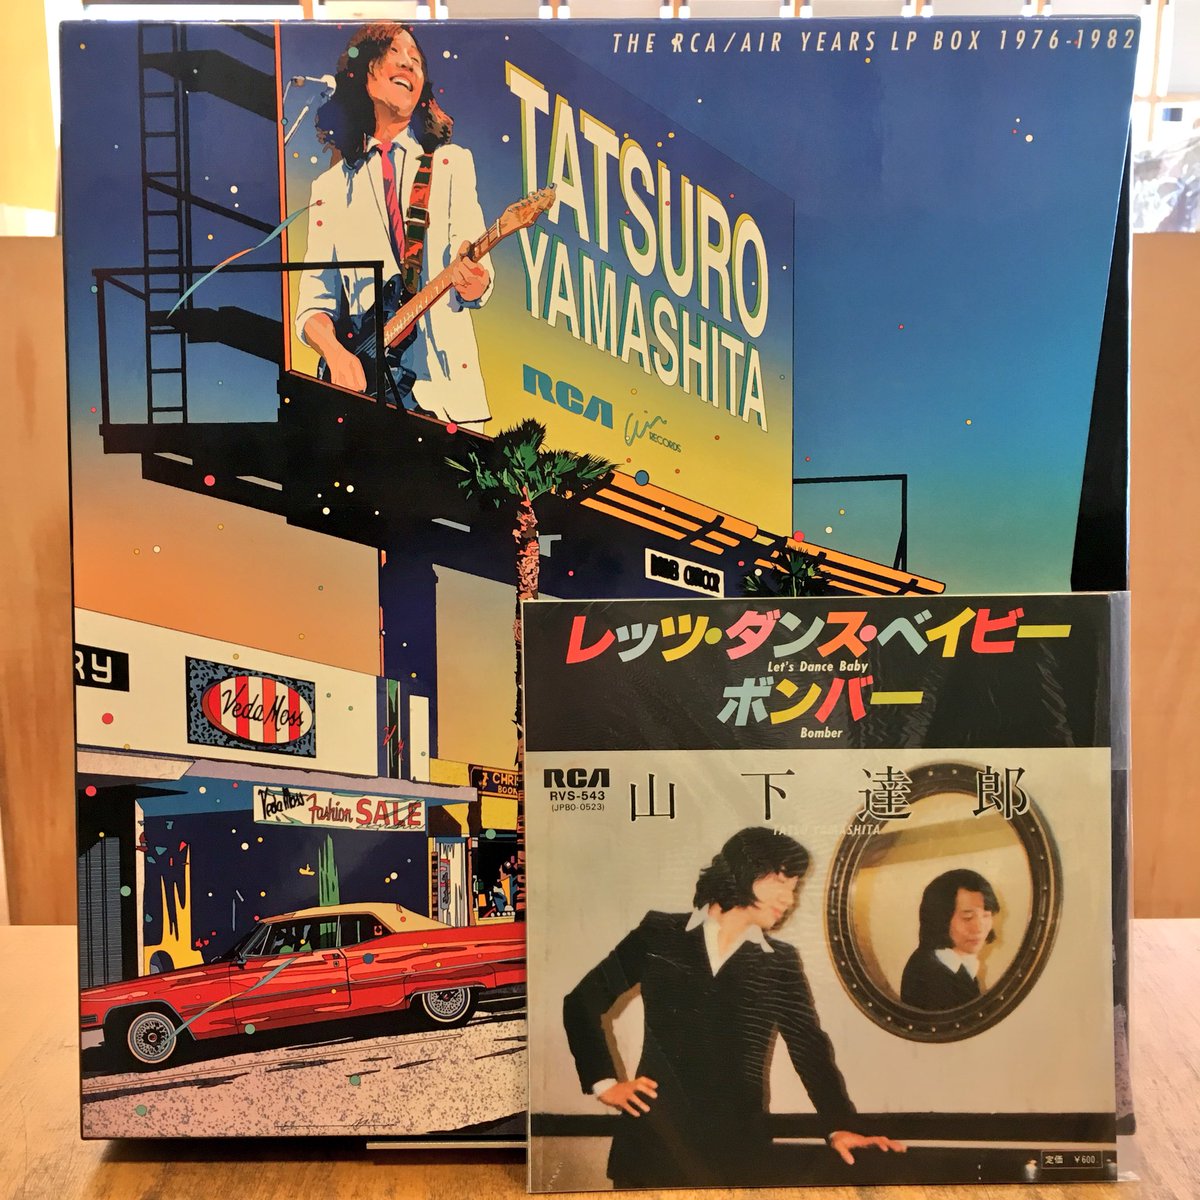 THE RCA/AIR YEARS LP BOX 1976-1982
TATSURO
YAMASHITA
RCA
air
RECORDS
RY
Veda Moss
Veda Moss Fashion SALE
レッツ・ダンス・ベイビー
Let's Dance Baby
ボンバー
Bomber
RCA
RVS-543
(JPBO-0523)
山下達郎
TATSU YAMASHITA
定価 ¥600